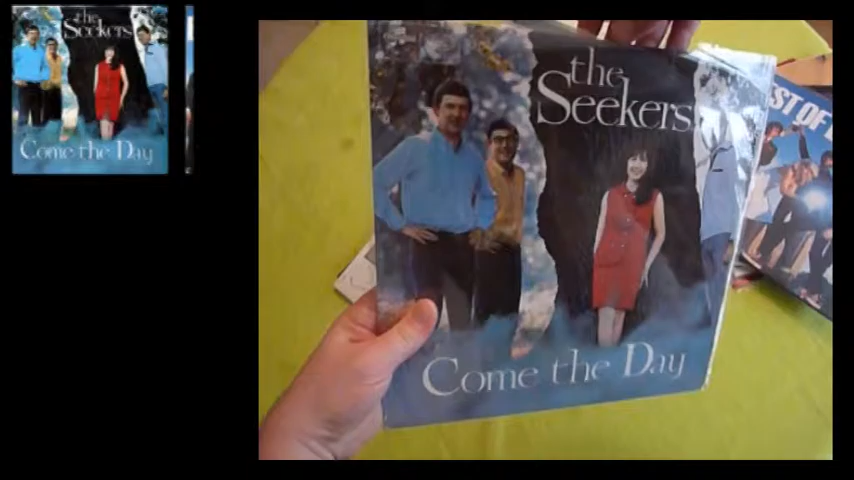 the
Seekers
Come the Day
the
Seekers
Come the Day
ST OF